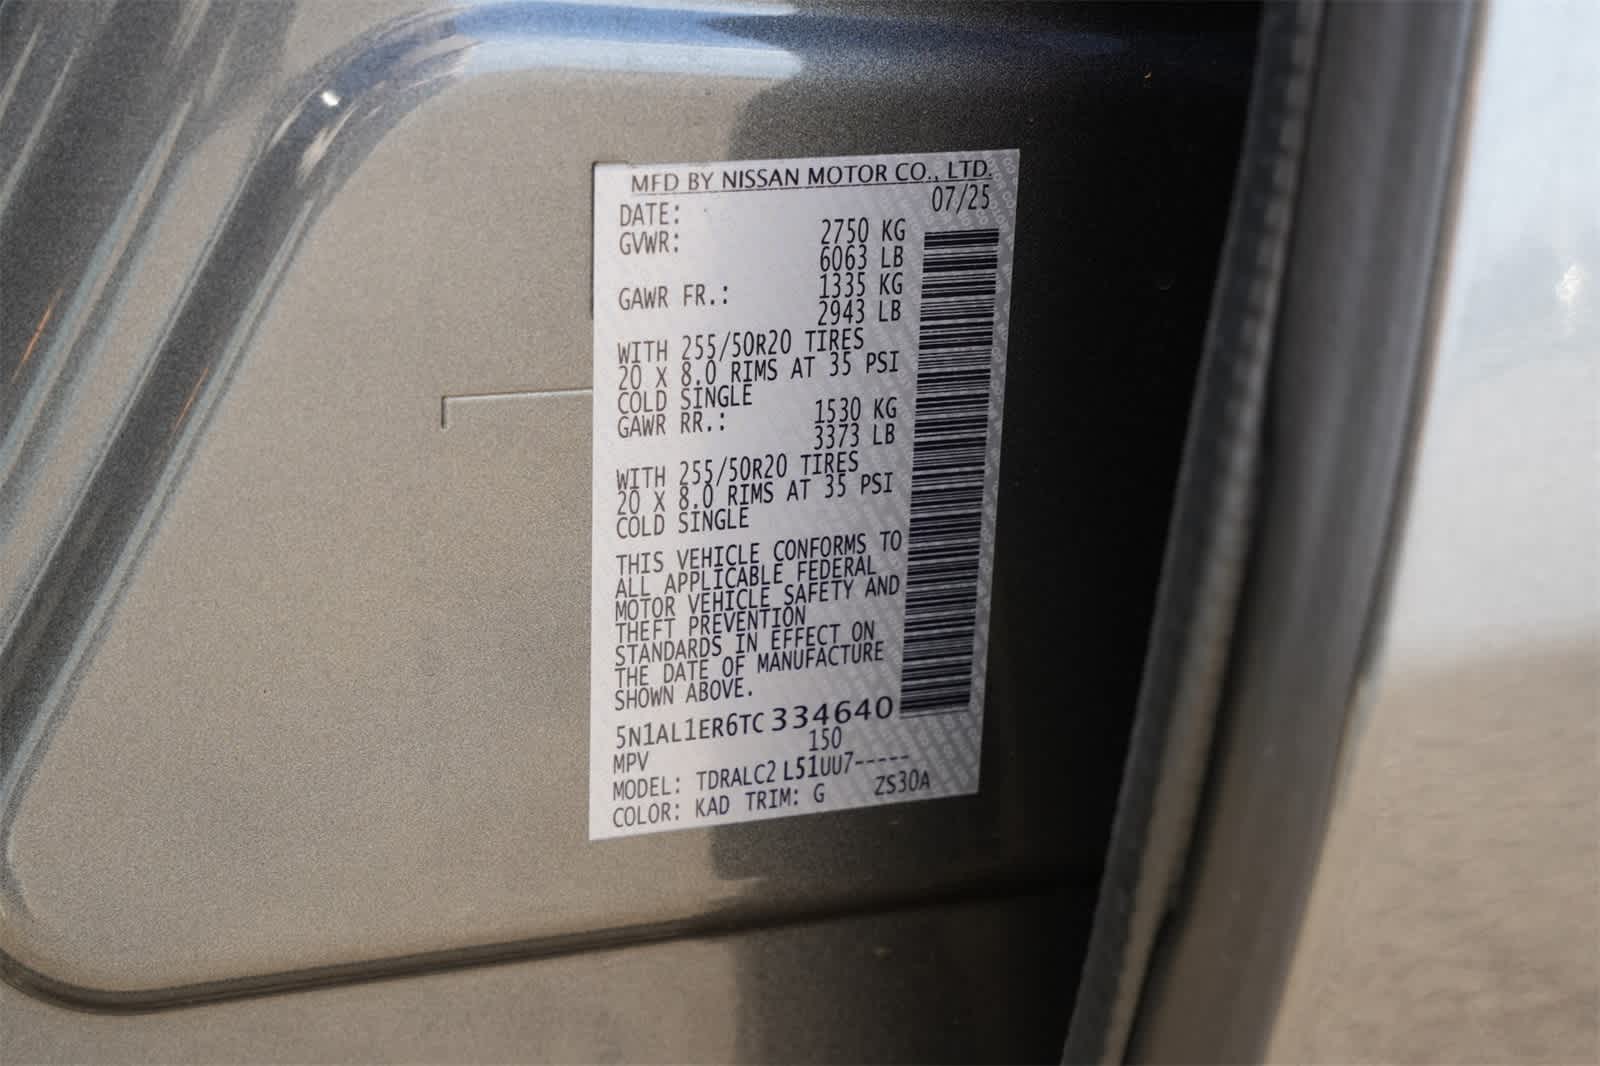 MFD BY NISSAN MOTOR CO., LTD.
DATE: 07/25
GVWR: 2750 KG
6063 LB
GAWR FR.: 1335 KG
2943 LB
WITH 255/50R20 TIRES
20 X 8.0 RIMS AT 35 PSI
COLD SINGLE
GAWR RR.: 1530 KG
3373 LB
WITH 255/50R20 TIRES
20 X 8.0 RIMS AT 35 PSI
COLD SINGLE
THIS VEHICLE CONFORMS TO
ALL APPLICABLE FEDERAL
MOTOR VEHICLE SAFETY AND
THEFT PREVENTION
STANDARDS IN EFFECT ON
THE DATE OF MANUFACTURE
SHOWN ABOVE.
5N1AL1ER6TC334640
MPV 150
MODEL: TDRALC2 L51UU7-----
COLOR: KAD TRIM: G ZS30A